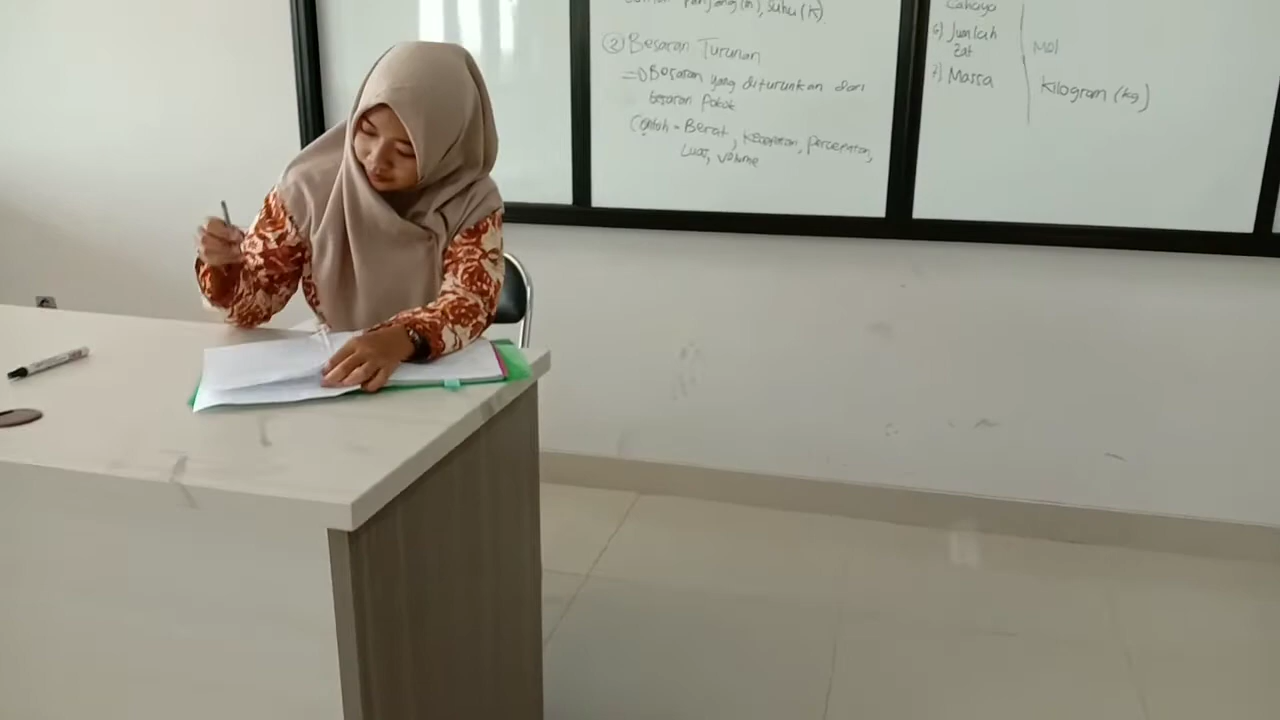 panjang (m), suhu (K)
② Besaran Turunan
=> Besaran yang diturunkan dari
besaran Pokok
Contoh = Berat, kecepatan, percepatan,
Luas, volume
Cahaya
6) Jumlah
Zat
Mol
7) Massa
Kilogram (kg)